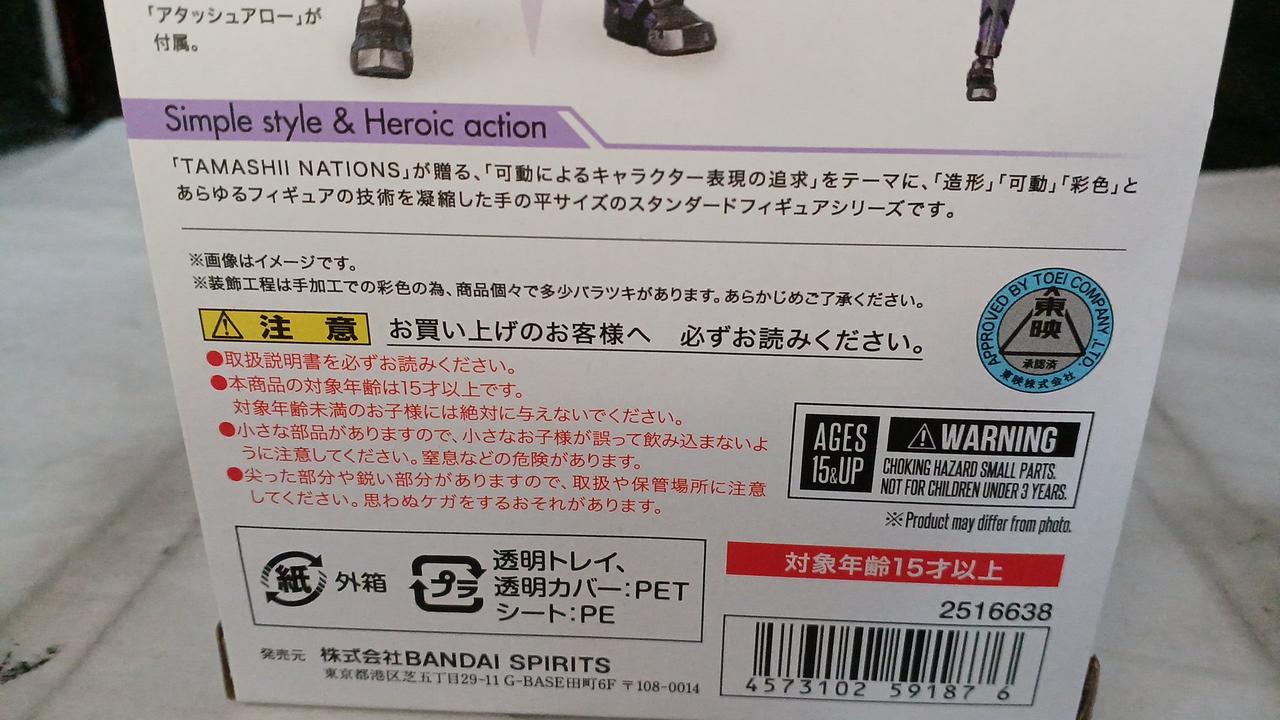 「アタッシュアロー」が
付属。
Simple style & Heroic action
「TAMASHII NATIONS」が贈る、「可動によるキャラクター表現の追求」をテーマに、「造形」「可動」「彩色」と
あらゆるフィギュアの技術を凝縮した手の平サイズのスタンダードフィギュアシリーズです。
※画像はイメージです。
※装飾工程は手加工での彩色の為、商品個々で多少バラツキがあります。あらかじめご了承ください。
注 意 お買い上げのお客様へ 必ずお読みください。
●取扱説明書を必ずお読みください。
●本商品の対象年齢は15才以上です。
対象年齢未満のお子様には絶対に与えないでください。
●小さな部品がありますので、小さなお子様が誤って飲み込まないよ
うに注意してください。窒息などの危険があります。
●尖った部分や鋭い部分がありますので、取扱や保管場所に注意
してください。思わぬケガをするおそれがあります。
APPROVED BY TOEI COMPANY, LTD.
東映
承認済
東映株式会社
AGES
15&UP
WARNING
CHOKING HAZARD SMALL PARTS.
NOT FOR CHILDREN UNDER 3 YEARS.
※Product may differ from photo.
紙 外箱
プラ
透明トレイ、
透明カバー:PET
シート:PE
対象年齢15才以上
2516638
4573102 59187 6
発売元 株式会社BANDAI SPIRITS
東京都港区芝五丁目29-11 G-BASE田町6F 〒108-0014